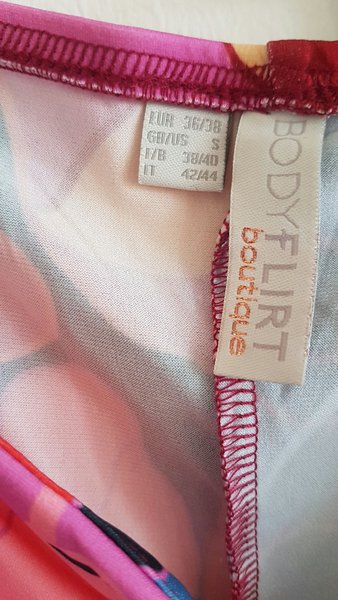 EUR 36/38
GB/US S
F/B 38/40
IT 42/44
BODYFLIRT
boutique